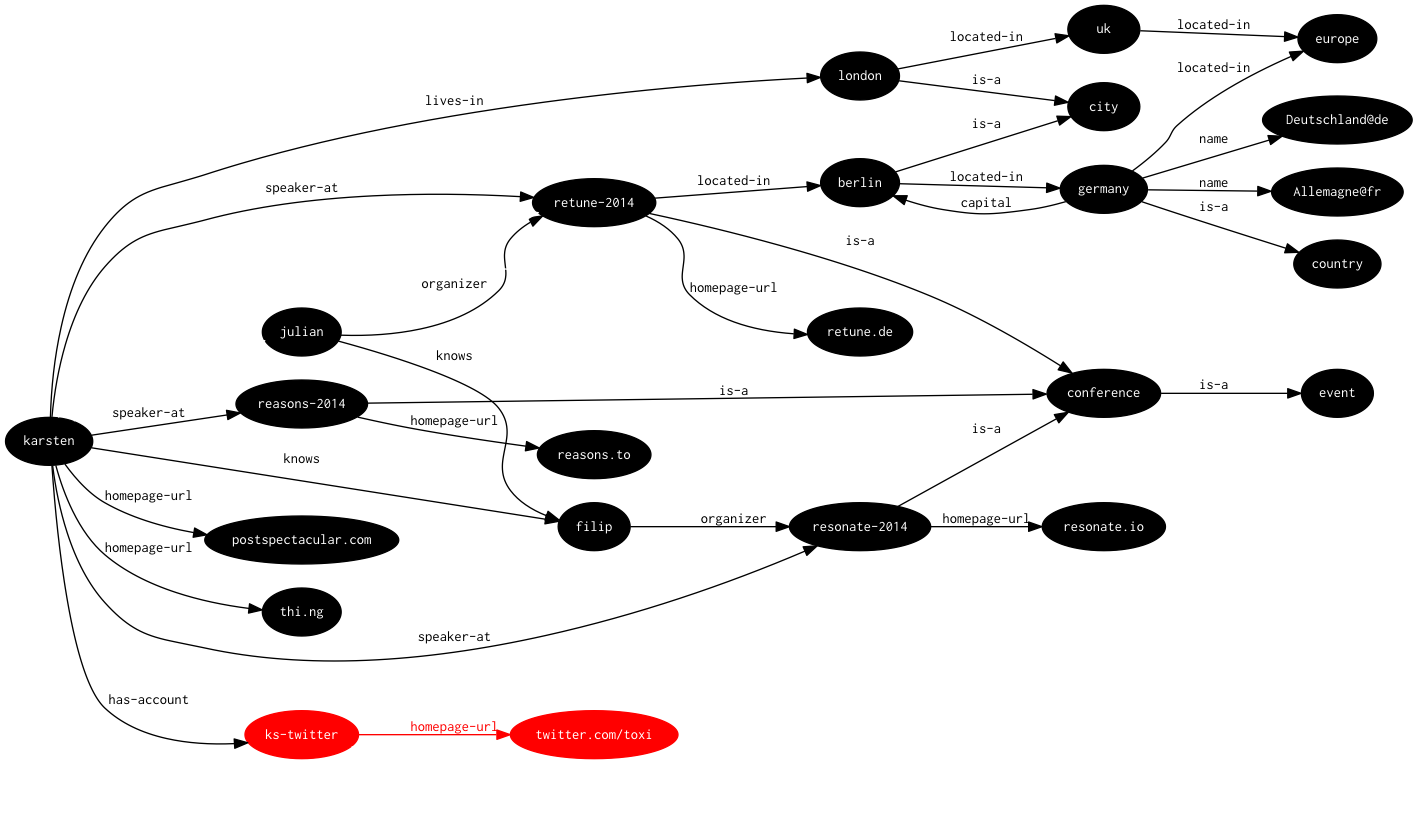 uk
located-in
europe
located-in
located-in
london
is-a
lives-in
city
Deutschland@de
is-a
name
speaker-at
located-in
berlin
located-in
germany
name
Allemagne@fr
retune-2014
capital
is-a
is-a
country
organizer
homepage-url
julian
retune.de
knows
is-a
is-a
conference
event
reasons-2014
speaker-at
homepage-url
is-a
karsten
reasons.to
knows
homepage-url
organizer
homepage-url
filip
resonate-2014
resonate.io
postspectacular.com
homepage-url
thi.ng
speaker-at
has-account
homepage-url
ks-twitter
twitter.com/toxi